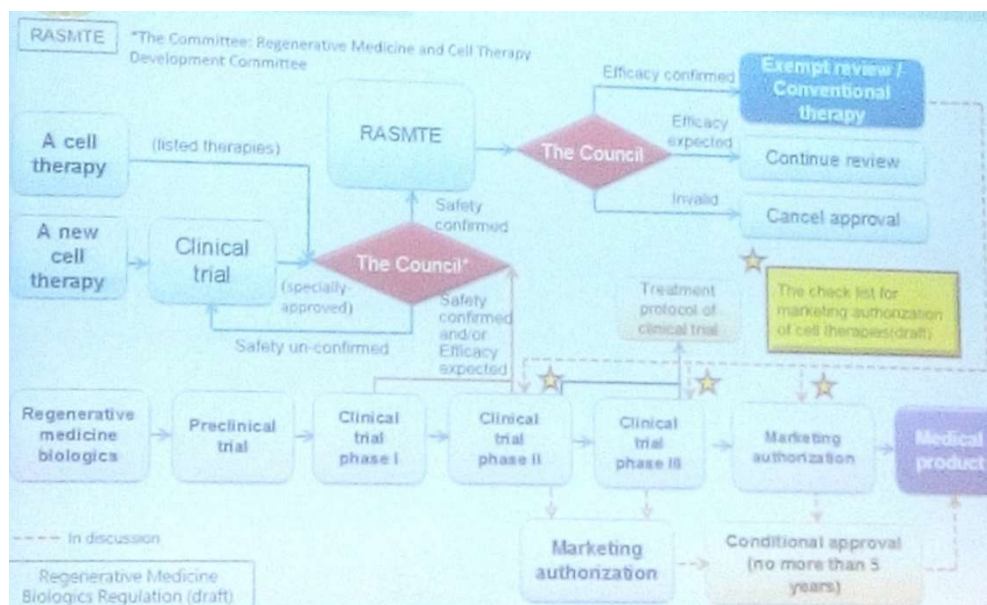 RASMTE
*The Committee: Regenerative Medicine and Cell Therapy
Development Committee
Efficacy confirmed
Exempt review /
Conventional
therapy
A cell
therapy
(listed therapies)
RASMTE
The Council
Efficacy
expected
Continue review
Invalid
Cancel approval
A new
cell
therapy
Clinical
trial
Safety
confirmed
The Council*
(specially-
approved)
Safety un-confirmed
Safety
confirmed
and/or
Efficacy
expected
Treatment
protocol of
clinical trial
The check list for
marketing authorization
of cell therapies(draft)
Regenerative
medicine
biologics
Preclinical
trial
Clinical
trial
phase I
Clinical
trial
phase II
Clinical
trial
phase III
Marketing
authorization
Medical
product
In discussion
Marketing
authorization
Conditional approval
(no more than 5
years)
Regenerative Medicine
Biologics Regulation (draft)